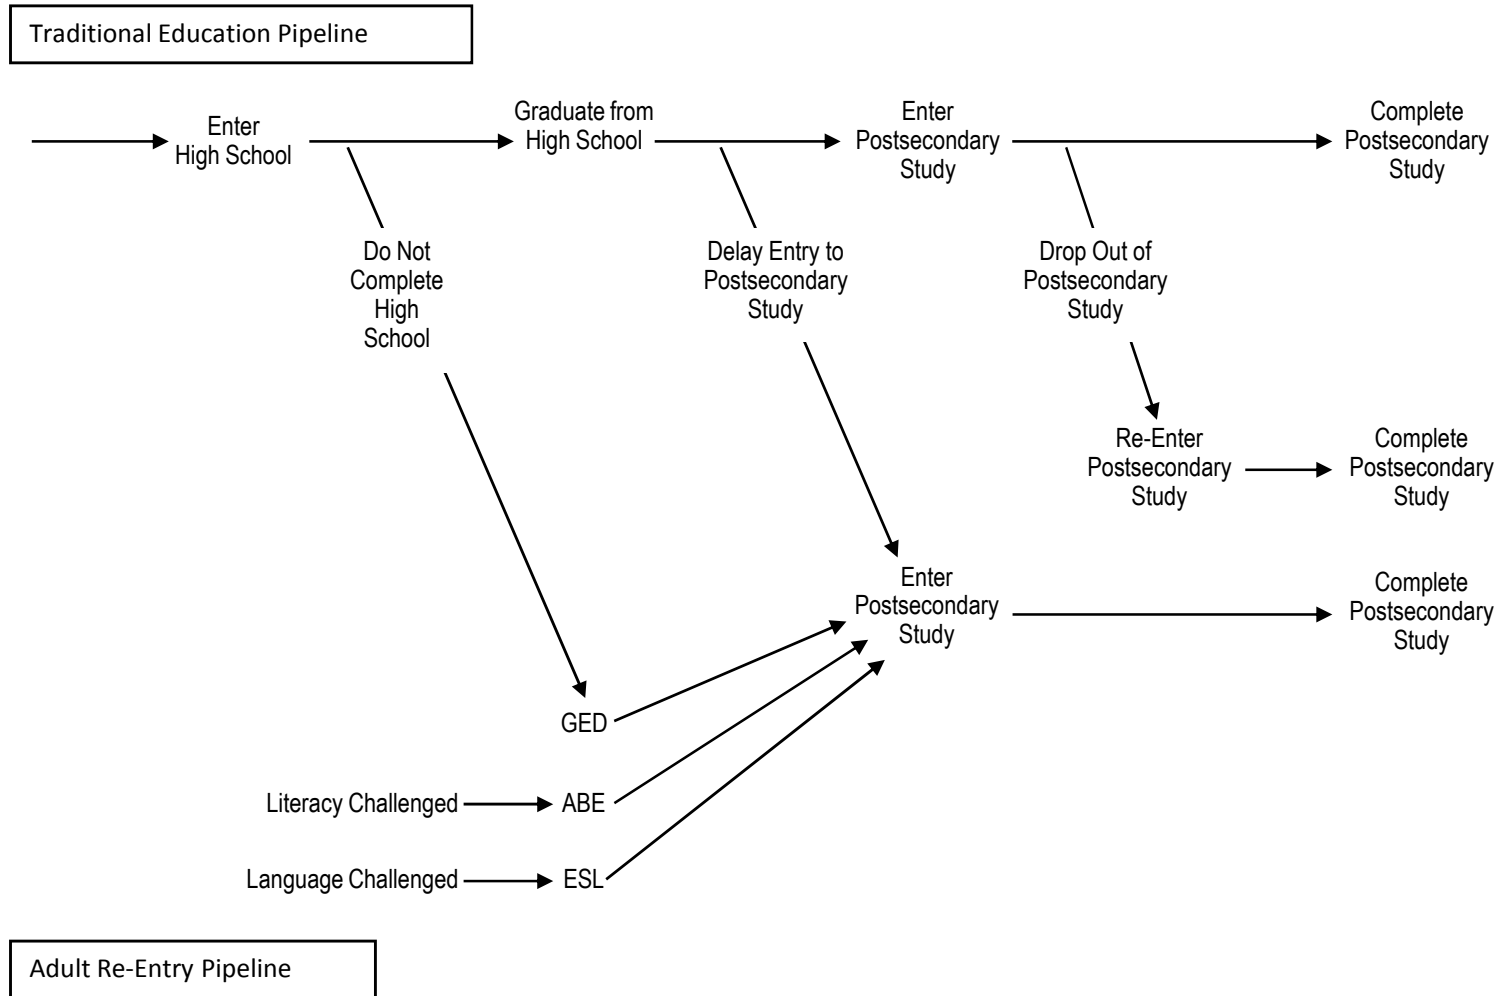 Traditional Education Pipeline
Enter
High School
Graduate from
High School
Enter
Postsecondary
Study
Complete
Postsecondary
Study
Do Not
Complete
High
School
Delay Entry to
Postsecondary
Study
Drop Out of
Postsecondary
Study
Re-Enter
Postsecondary
Study
Complete
Postsecondary
Study
Enter
Postsecondary
Study
Complete
Postsecondary
Study
GED
Literacy Challenged
ABE
Language Challenged
ESL
Adult Re-Entry Pipeline